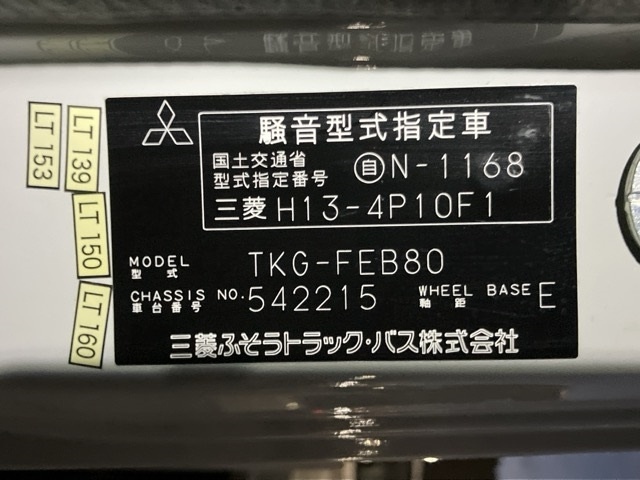 騒音型式指定車
国土交通省
型式指定番号 自 N-1168
三菱 H13-4P10F1
MODEL
型式 TKG-FEB80
CHASSIS NO. 542215 WHEEL BASE E
車台番号 軸距
三菱ふそうトラック・バス株式会社
LT 153
LT 139
LT 150
LT 160